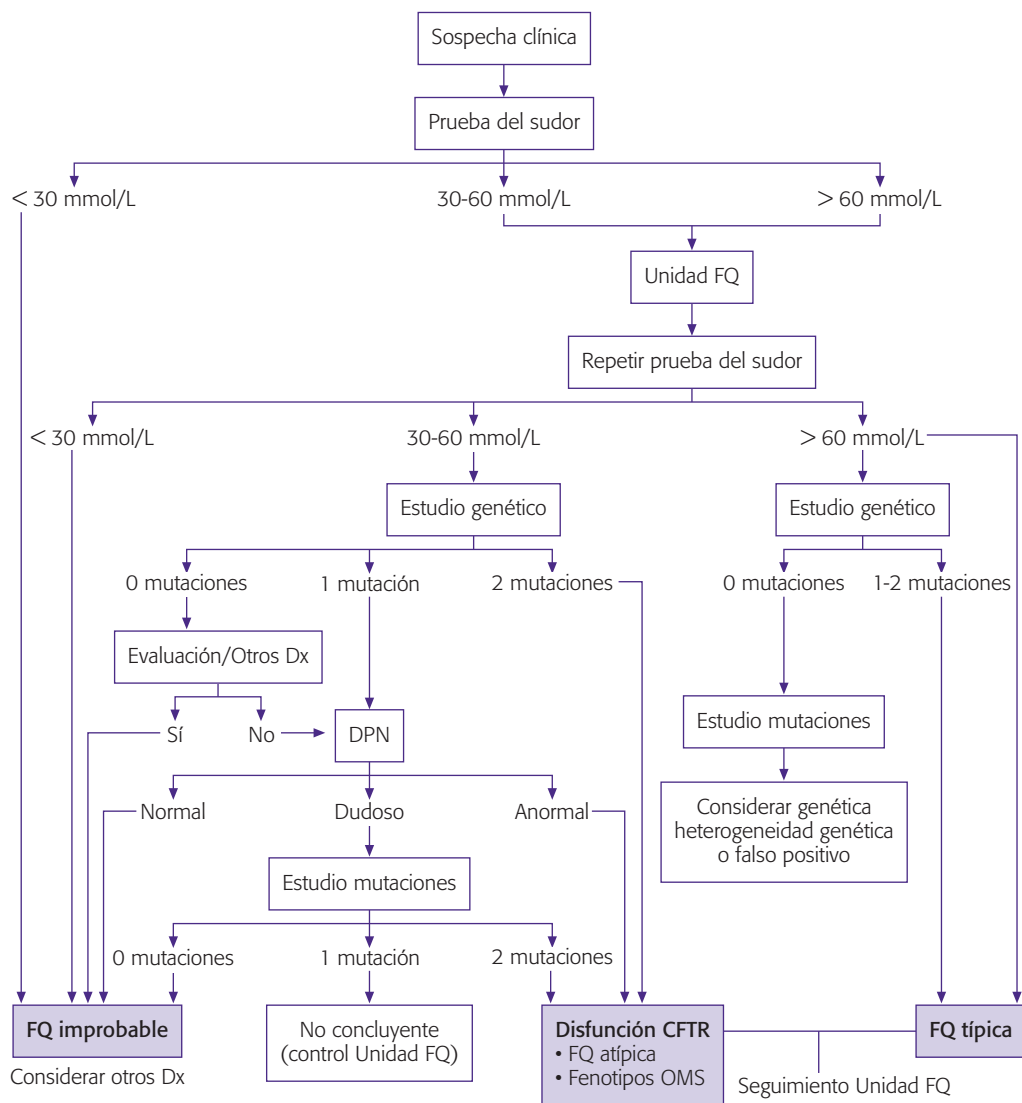 Sospecha clínica
Prueba del sudor
< 30 mmol/L
30-60 mmol/L
> 60 mmol/L
Unidad FQ
Repetir prueba del sudor
< 30 mmol/L
30-60 mmol/L
> 60 mmol/L
Estudio genético
Estudio genético
0 mutaciones
1 mutación
2 mutaciones
0 mutaciones
1-2 mutaciones
Evaluación/Otros Dx
Sí
No
DPN
Estudio mutaciones
Normal
Dudoso
Anormal
Considerar genética
heterogeneidad genética
o falso positivo
Estudio mutaciones
0 mutaciones
1 mutación
2 mutaciones
FQ improbable
Considerar otros Dx
No concluyente
(control Unidad FQ)
Disfunción CFTR
• FQ atípica
• Fenotipos OMS
FQ típica
Seguimiento Unidad FQ